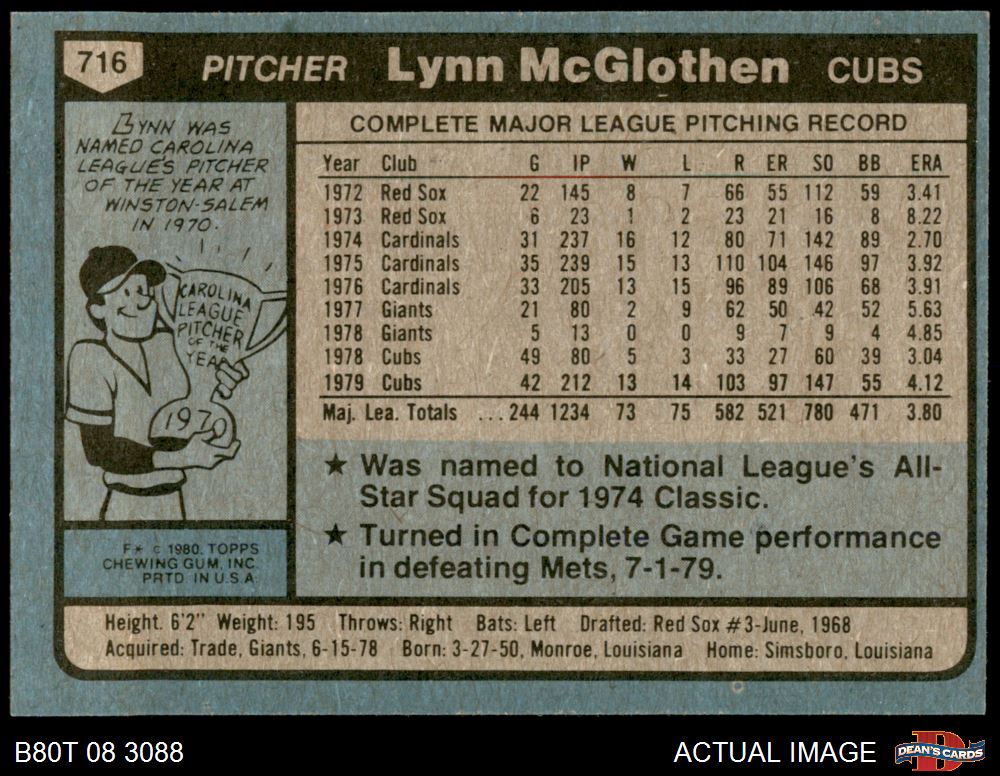 716 PITCHER Lynn McGlothen CUBS
LYNN WAS
NAMED CAROLINA
LEAGUE'S PITCHER
OF THE YEAR AT
WINSTON-SALEM
IN 1970.
CAROLINA
LEAGUE
PITCHER
OF THE
YEAR
1970
F* © 1980. TOPPS
CHEWING GUM, INC.
PRTD. IN U.S.A.
COMPLETE MAJOR LEAGUE PITCHING RECORD
Year Club G IP W L R ER SO BB ERA
1972 Red Sox 22 145 8 7 66 55 112 59 3.41
1973 Red Sox 6 23 1 2 23 21 16 8 8.22
1974 Cardinals 31 237 16 12 80 71 142 89 2.70
1975 Cardinals 35 239 15 13 110 104 146 97 3.92
1976 Cardinals 33 205 13 15 96 89 106 68 3.91
1977 Giants 21 80 2 9 62 50 42 52 5.63
1978 Giants 5 13 0 0 9 7 9 4 4.85
1978 Cubs 49 80 5 3 33 27 60 39 3.04
1979 Cubs 42 212 13 14 103 97 147 55 4.12
Maj. Lea. Totals ...244 1234 73 75 582 521 780 471 3.80
★ Was named to National League's All-
Star Squad for 1974 Classic.
★ Turned in Complete Game performance
in defeating Mets, 7-1-79.
Height. 6'2" Weight: 195 Throws: Right Bats: Left Drafted: Red Sox #3-June, 1968
Acquired: Trade, Giants, 6-15-78 Born: 3-27-50, Monroe, Louisiana Home: Simsboro, Louisiana
B80T 08 3088 ACTUAL IMAGE DEAN'S CARDS